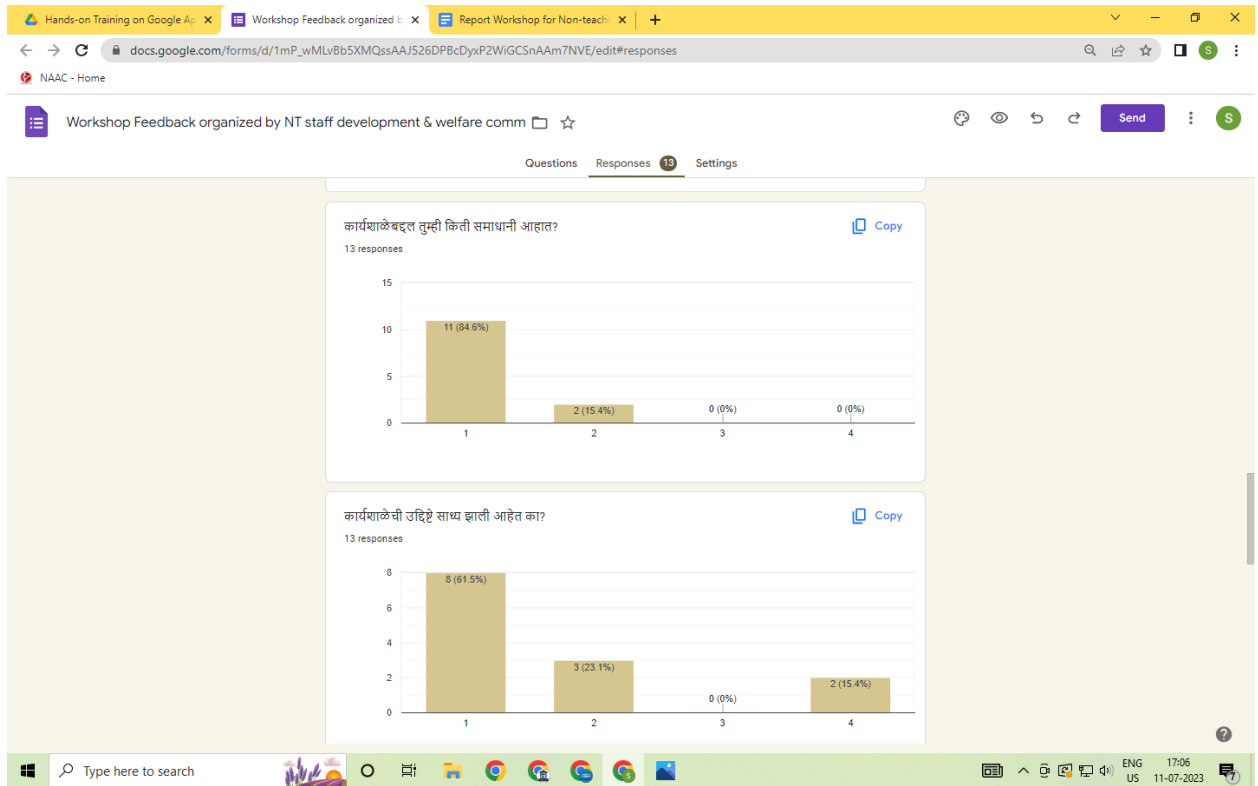 Hands-on Training on Google Ap
Workshop Feedback organized b
Report Workshop for Non-teach
docs.google.com/forms/d/1mP_wMLvBb5XMQssAAJ526DPBcDyxP2WiGCSnAAm7NVE/edit#responses
S
NAAC - Home
Workshop Feedback organized by NT staff development & welfare comm
Send
S
Questions Responses 13 Settings
कार्यशाळेबद्दल तुम्ही किती समाधानी आहात?
Copy
13 responses
15
10
5
0
11 (84.6%)
2 (15.4%)
0 (0%)
0 (0%)
1 2 3 4
कार्यशाळेची उद्दिष्टे साध्य झाली आहेत का?
Copy
13 responses
8
6
4
2
0
8 (61.5%)
3 (23.1%)
0 (0%)
2 (15.4%)
1 2 3 4
Type here to search
ENG
US
17:06
11-07-2023
7